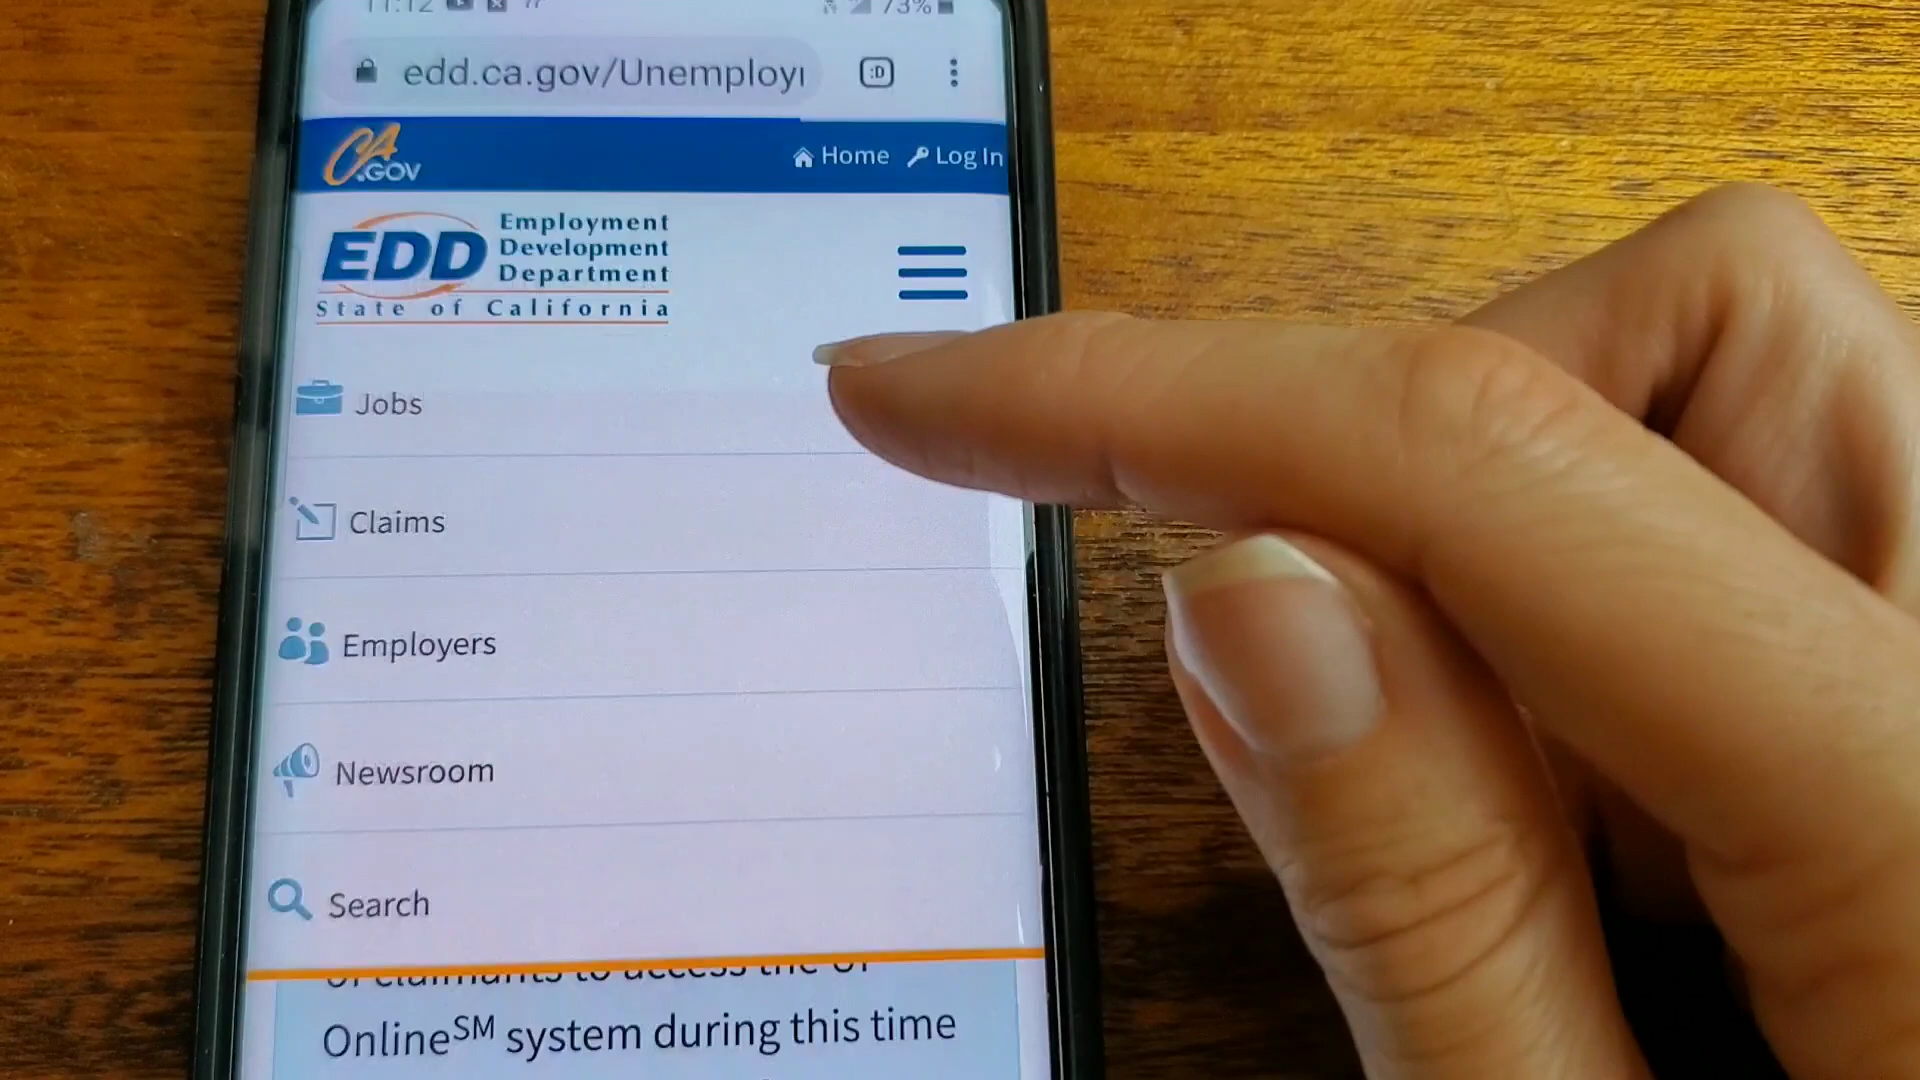 11:12
73%
edd.ca.gov/Unemploy
:D
CA
.GOV
Home
Log In
EDD
Employment
Development
Department
State of California
Jobs
Claims
Employers
Newsroom
Search
of claimants to access the UI
OnlineSM system during this time